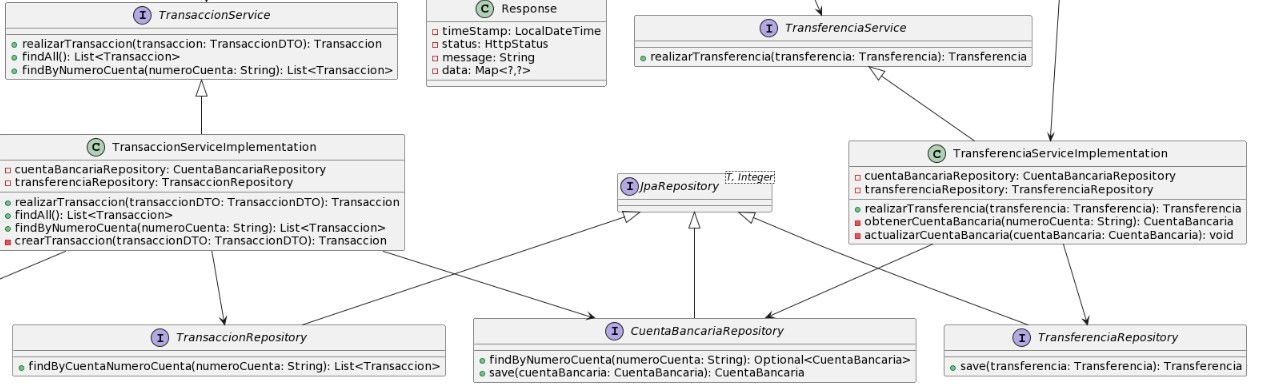 I TransaccionService
realizarTransaccion(transaccion: TransaccionDTO): Transaccion
findAll(): List<Transaccion>
findByNumeroCuenta(numeroCuenta: String): List<Transaccion>
C Response
timeStamp: LocalDateTime
status: HttpStatus
message: String
data: Map<?,?>
I TransferenciaService
realizarTransferencia(transferencia: Transferencia): Transferencia
C TransaccionServiceImplementation
cuentaBancariaRepository: CuentaBancariaRepository
transferenciaRepository: TransaccionRepository
realizarTransaccion(transaccionDTO: TransaccionDTO): Transaccion
findAll(): List<Transaccion>
findByNumeroCuenta(numeroCuenta: String): List<Transaccion>
crearTransaccion(transaccionDTO: TransaccionDTO): Transaccion
I JpaRepository
T, Integer
C TransferenciaServiceImplementation
cuentaBancariaRepository: CuentaBancariaRepository
transferenciaRepository: TransferenciaRepository
realizarTransferencia(transferencia: Transferencia): Transferencia
obtenerCuentaBancaria(numeroCuenta: String): CuentaBancaria
actualizarCuentaBancaria(cuentaBancaria: CuentaBancaria): void
I TransaccionRepository
findByCuentaNumeroCuenta(numeroCuenta: String): List<Transaccion>
I CuentaBancariaRepository
findByNumeroCuenta(numeroCuenta: String): Optional<CuentaBancaria>
save(cuentaBancaria: CuentaBancaria): CuentaBancaria
I TransferenciaRepository
save(transferencia: Transferencia): Transferencia